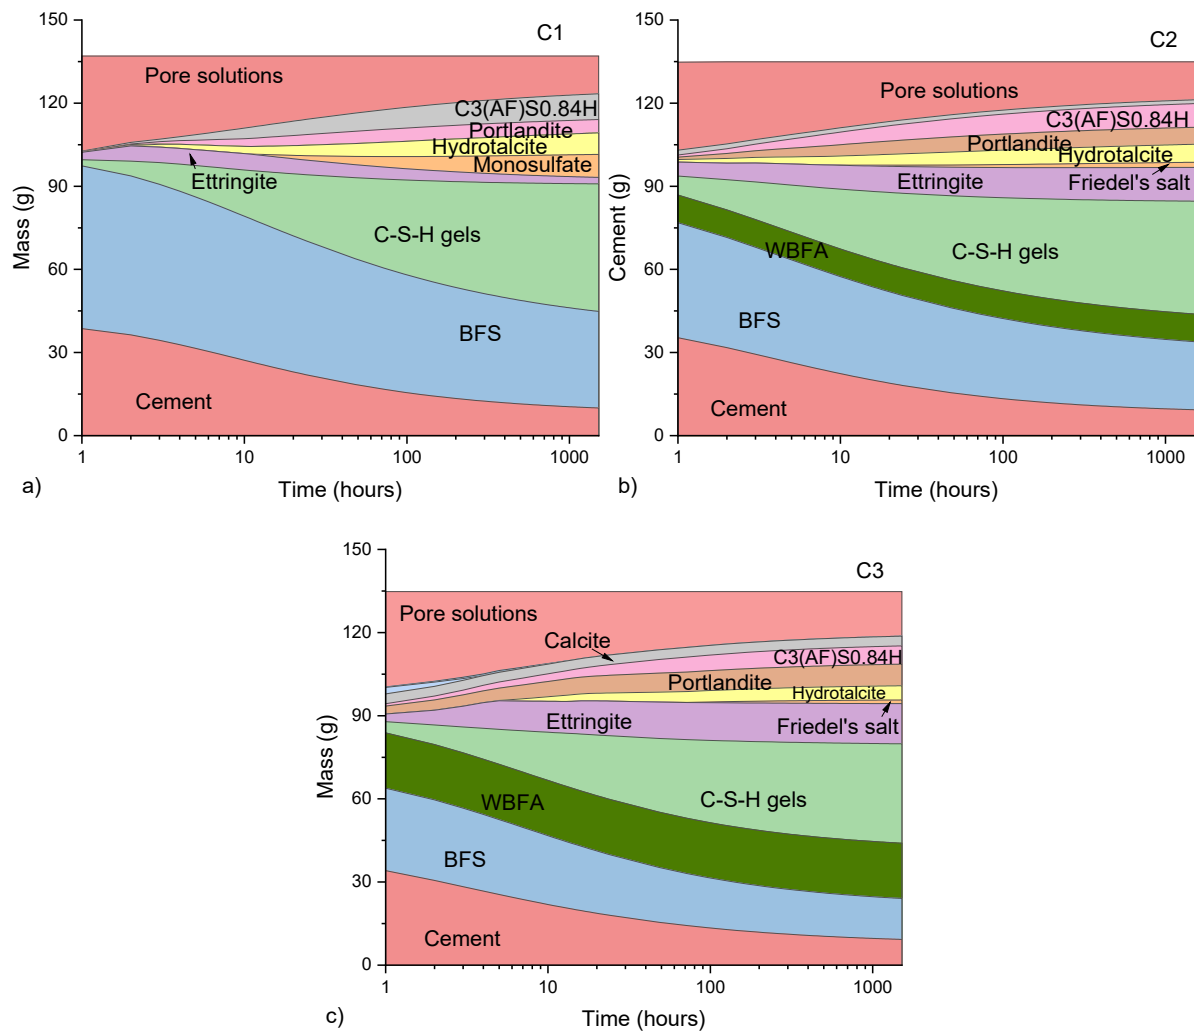 150
C1
Pore solutions
120
C3(AF)S0.84H
Portlandite
Hydrotalcite
Monosulfate
Ettringite
90
C-S-H gels
Mass (g)
60
BFS
30
Cement
0
1
10
100
1000
a)
Time (hours)
150
C2
Pore solutions
120
C3(AF)S0.84H
Portlandite
Hydrotalcite
Ettringite
Friedel's salt
90
WBFA
C-S-H gels
Cement (g)
60
BFS
30
Cement
0
1
10
100
1000
b)
Time (hours)
150
C3
Pore solutions
120
Calcite
C3(AF)S0.84H
Portlandite
Hydrotalcite
Ettringite
Friedel's salt
90
WBFA
C-S-H gels
Mass (g)
60
BFS
30
Cement
0
1
10
100
1000
c)
Time (hours)